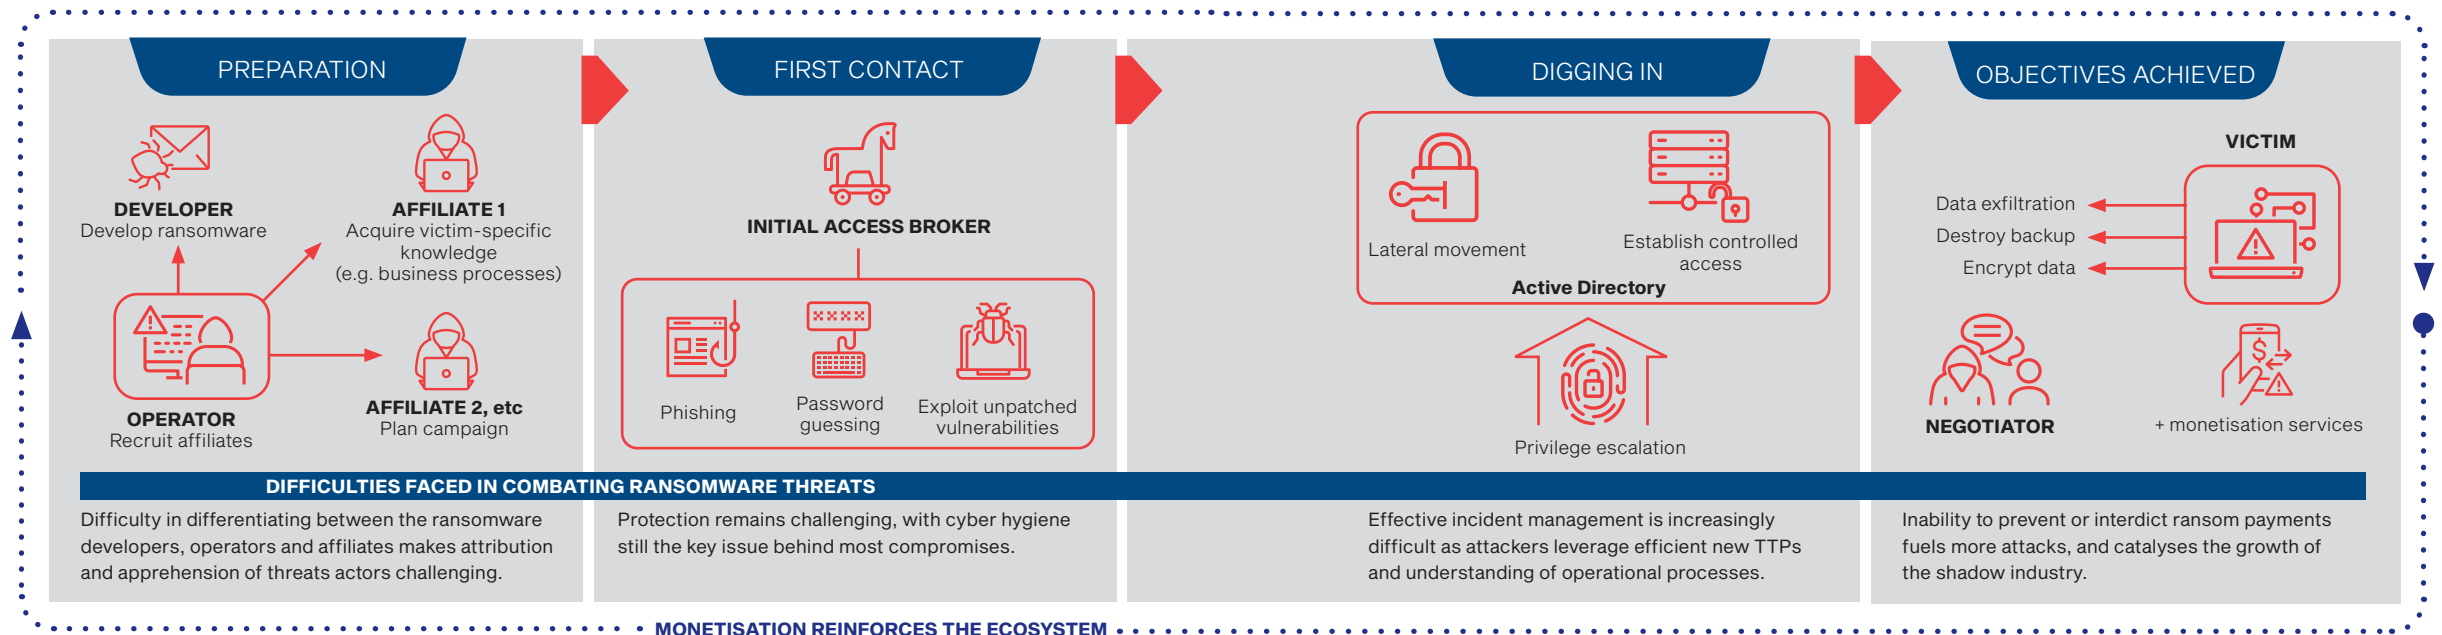 PREPARATION
DEVELOPER
Develop ransomware
AFFILIATE 1
Acquire victim-specific
knowledge
(e.g. business processes)
OPERATOR
Recruit affiliates
AFFILIATE 2, etc
Plan campaign
FIRST CONTACT
INITIAL ACCESS BROKER
Phishing
Password
guessing
Exploit unpatched
vulnerabilities
DIGGING IN
Lateral movement
Establish controlled
access
Active Directory
Privilege escalation
OBJECTIVES ACHIEVED
VICTIM
Data exfiltration
Destroy backup
Encrypt data
$
NEGOTIATOR
+ monetisation services
DIFFICULTIES FACED IN COMBATING RANSOMWARE THREATS
Difficulty in differentiating between the ransomware
developers, operators and affiliates makes attribution
and apprehension of threats actors challenging.
Protection remains challenging, with cyber hygiene
still the key issue behind most compromises.
Effective incident management is increasingly
difficult as attackers leverage efficient new TTPs
and understanding of operational processes.
Inability to prevent or interdict ransom payments
fuels more attacks, and catalyses the growth of
the shadow industry.
MONETISATION REINFORCES THE ECOSYSTEM